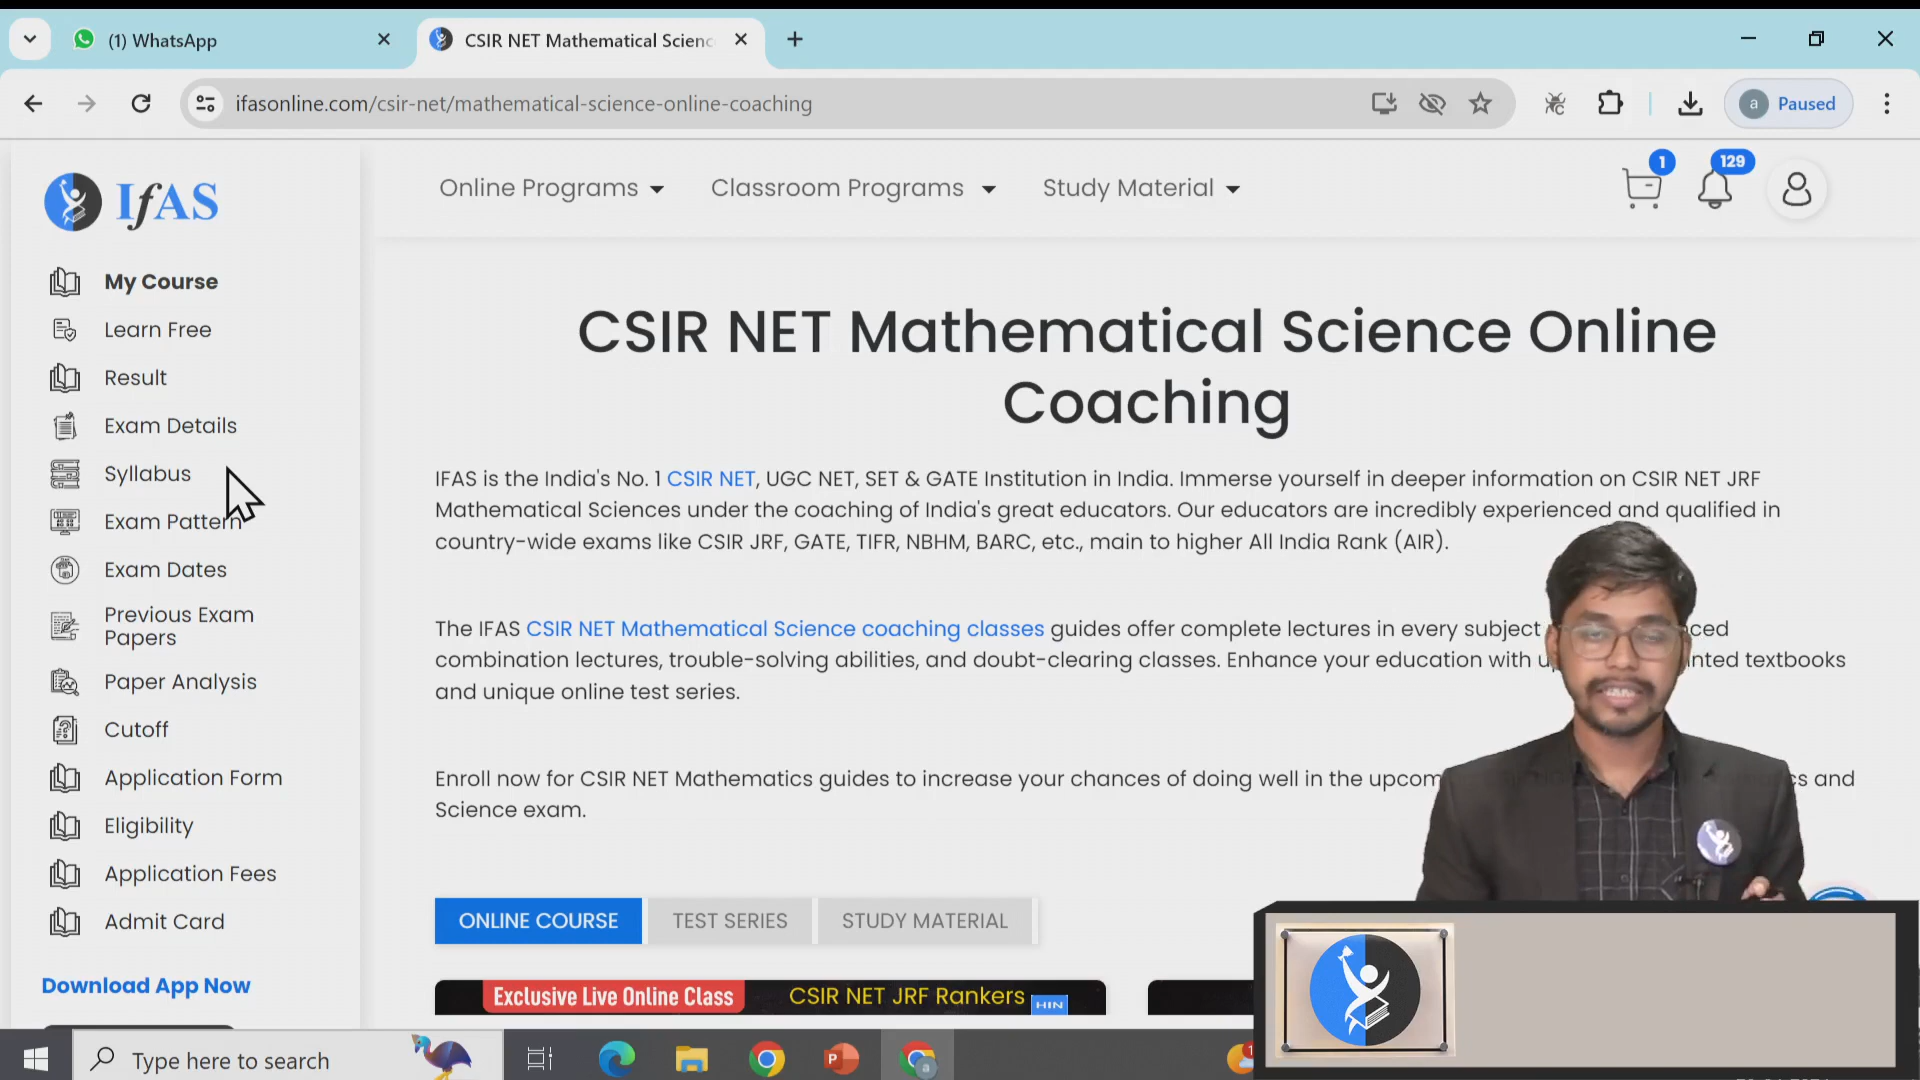 (1) WhatsApp
CSIR NET Mathematical Scienc
ifasonline.com/csir-net/mathematical-science-online-coaching
a Paused
IfAS
Online Programs
Classroom Programs
Study Material
1
129
My Course
Learn Free
Result
Exam Details
Syllabus
Exam Pattern
Exam Dates
Previous Exam
Papers
Paper Analysis
Cutoff
Application Form
Eligibility
Application Fees
Admit Card
Download App Now
CSIR NET Mathematical Science Online
Coaching
IFAS is the India's No. 1 CSIR NET, UGC NET, SET & GATE Institution in India. Immerse yourself in deeper information on CSIR NET JRF
Mathematical Sciences under the coaching of India's great educators. Our educators are incredibly experienced and qualified in
country-wide exams like CSIR JRF, GATE, TIFR, NBHM, BARC, etc., main to higher All India Rank (AIR).
The IFAS CSIR NET Mathematical Science coaching classes guides offer complete lectures in every subject
combination lectures, trouble-solving abilities, and doubt-clearing classes. Enhance your education with textbooks
and unique online test series.
Enroll now for CSIR NET Mathematics guides to increase your chances of doing well in the and
Science exam.
ONLINE COURSE
TEST SERIES
STUDY MATERIAL
Exclusive Live Online Class
CSIR NET JRF Rankers
HIN
Type here to search
a
1